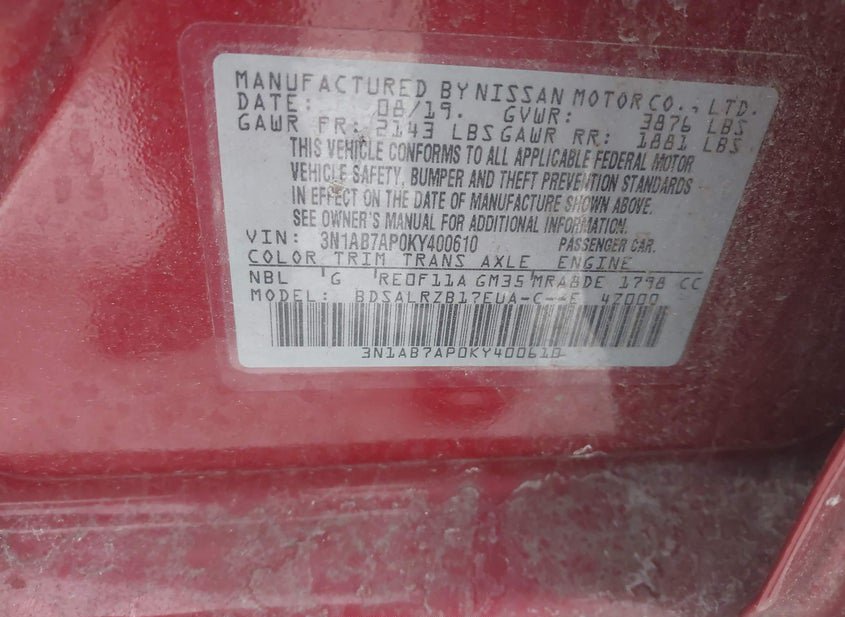 MANUFACTURED BY NISSAN MOTOR CO., LTD.
DATE: 08/19. GVWR: 3876 LBS
GAWR FR: 2143 LBS GAWR RR: 1881 LBS
THIS VEHICLE CONFORMS TO ALL APPLICABLE FEDERAL MOTOR
VEHICLE SAFETY, BUMPER AND THEFT PREVENTION STANDARDS
IN EFFECT ON THE DATE OF MANUFACTURE SHOWN ABOVE.
SEE OWNER'S MANUAL FOR ADDITIONAL INFORMATION.
VIN: 3N1AB7AP0KY400610 PASSENGER CAR.
COLOR TRIM TRANS AXLE ENGINE
NBL G RE0F11A GM35 MRA8DE 1798 CC
MODEL: BDSALRZB17EUA-C--E 47000
3N1AB7AP0KY400610